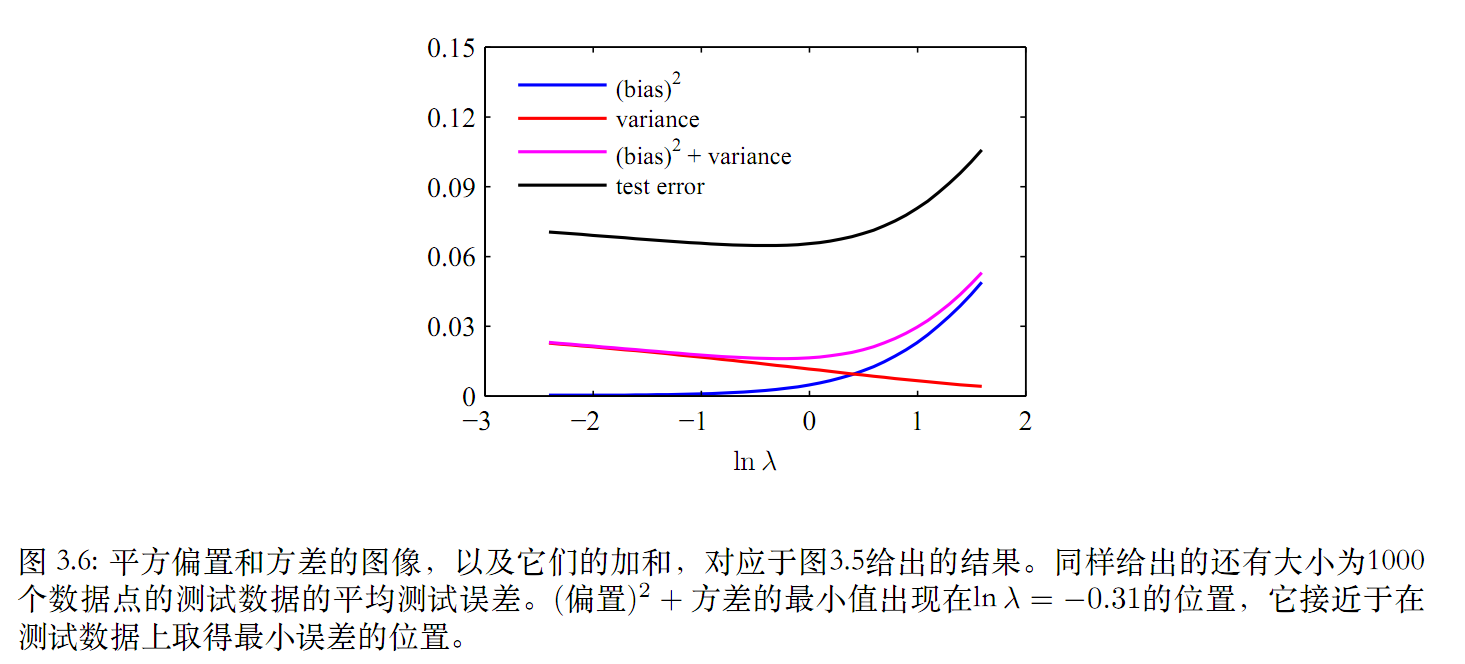 0.15
(bias)²
0.12
variance
(bias)² + variance
0.09
test error
0.06
0.03
0
−3 −2 −1 0 1 2
ln λ
图 3.6: 平方偏置和方差的图像，以及它们的加和，对应于图3.5给出的结果。同样给出的还有大小为1000
个数据点的测试数据的平均测试误差。(偏置)² + 方差的最小值出现在ln λ = −0.31的位置，它接近于在
测试数据上取得最小误差的位置。